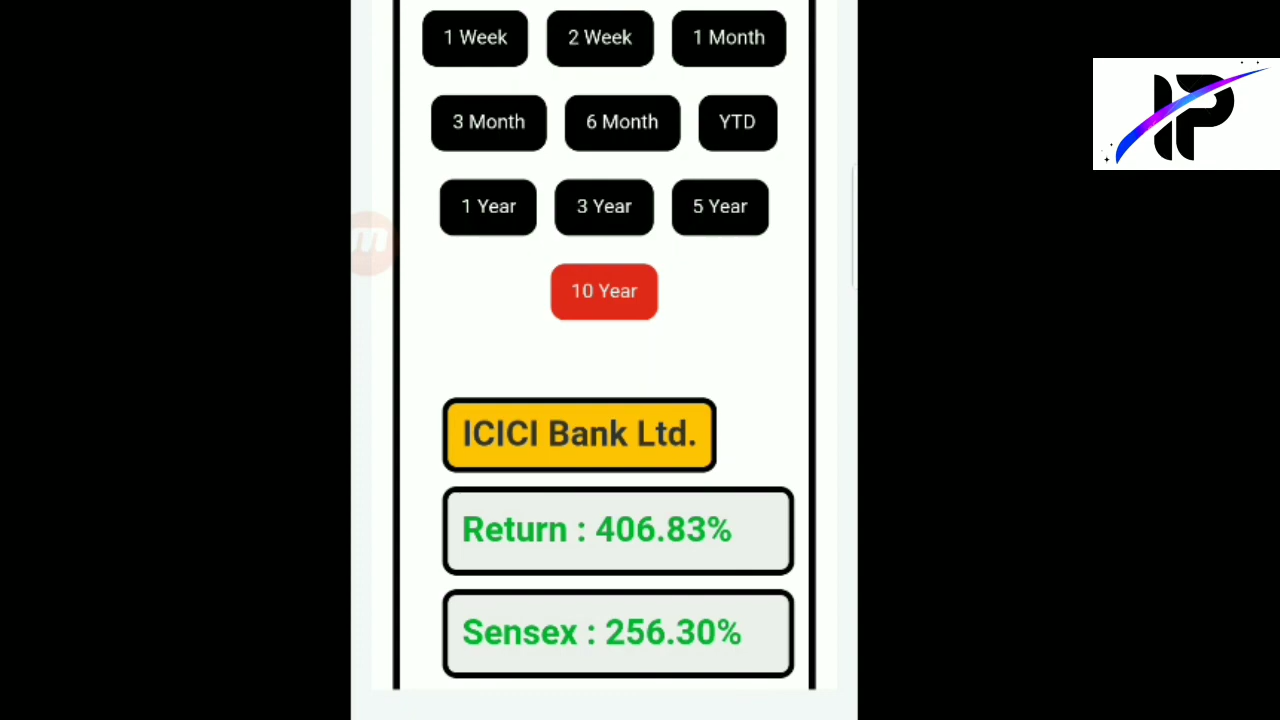 1 Week 2 Week 1 Month
3 Month 6 Month YTD
1 Year 3 Year 5 Year
10 Year
ICICI Bank Ltd.
Return : 406.83%
Sensex : 256.30%
IP